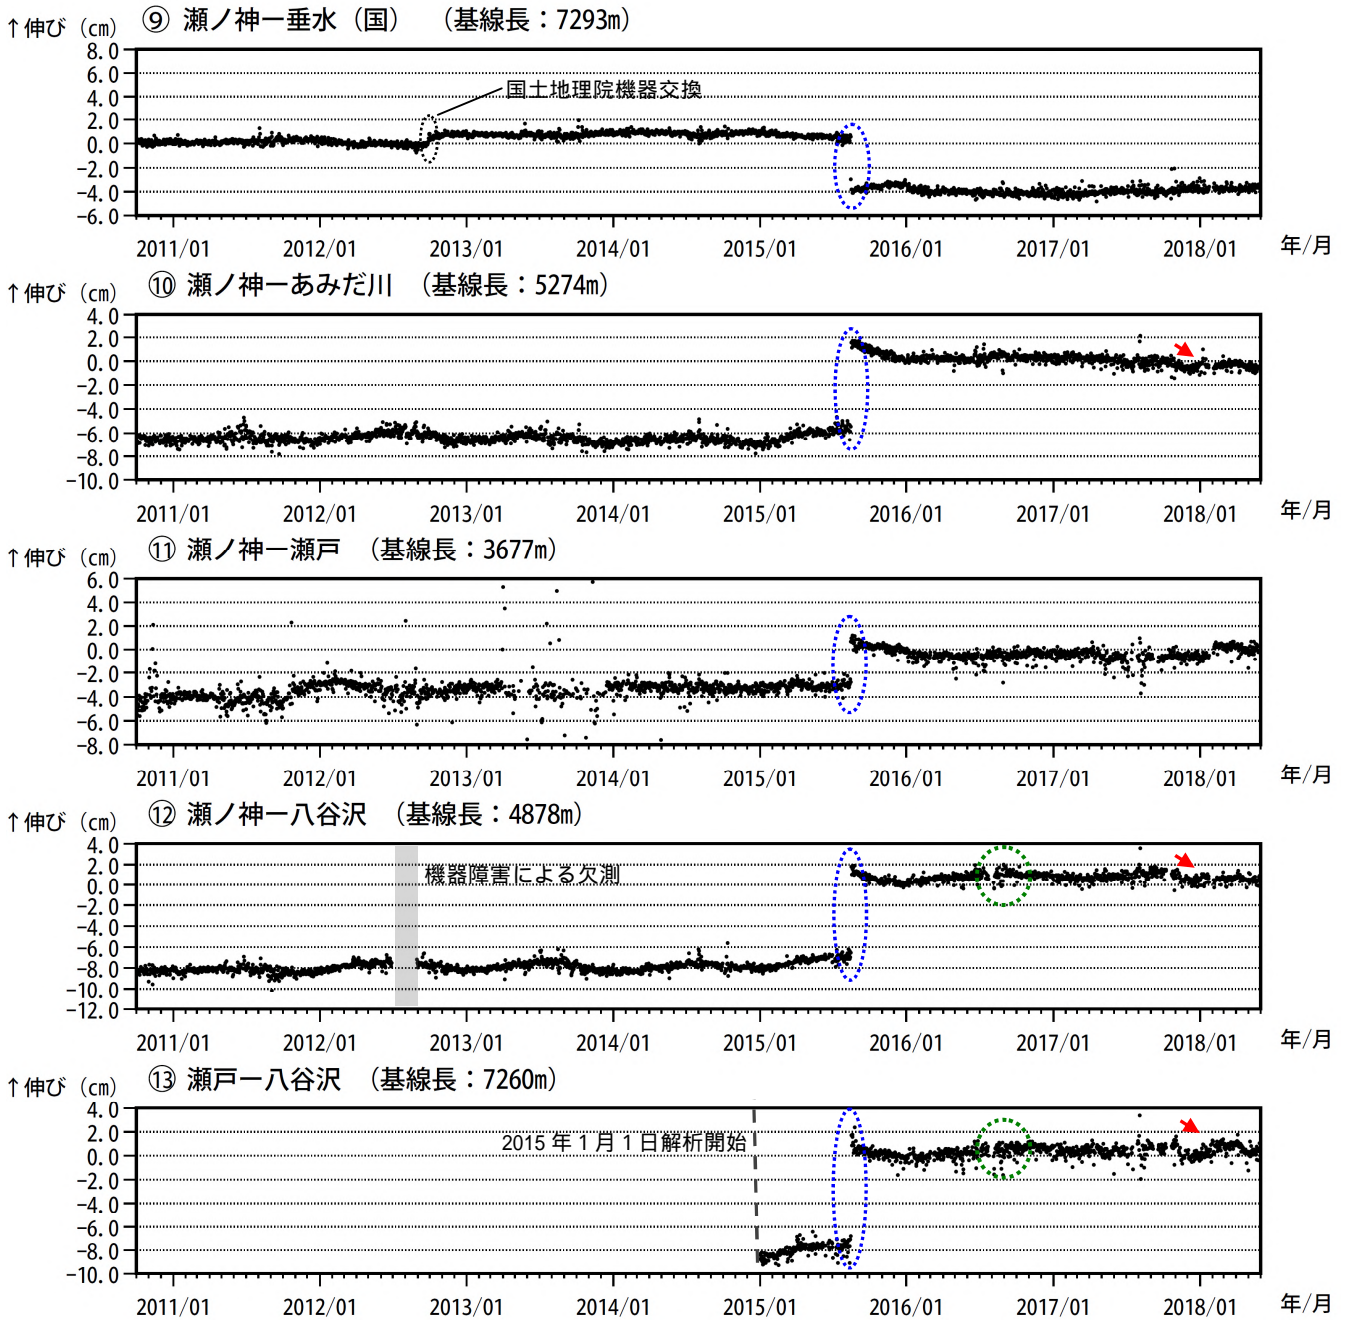 ⑨ 瀬ノ神ー垂水(国) (基線長:7293m)
↑伸び (㎝)
8.0
6.0
4.0
2.0
0.0
−2.0
−4.0
−6.0
国土地理院機器交換
2011/01 2012/01 2013/01 2014/01 2015/01 2016/01 2017/01 2018/01 年/月
⑩ 瀬ノ神ーあみだ川 (基線長:5274m)
↑伸び (㎝)
4.0
2.0
0.0
−2.0
−4.0
−6.0
−8.0
−10.0
2011/01 2012/01 2013/01 2014/01 2015/01 2016/01 2017/01 2018/01 年/月
⑪ 瀬ノ神ー瀬戸 (基線長:3677m)
↑伸び (㎝)
6.0
4.0
2.0
0.0
−2.0
−4.0
−6.0
−8.0
2011/01 2012/01 2013/01 2014/01 2015/01 2016/01 2017/01 2018/01 年/月
⑫ 瀬ノ神ー八谷沢 (基線長:4878m)
↑伸び (㎝)
4.0
2.0
0.0
−2.0
−4.0
−6.0
−8.0
−10.0
−12.0
機器障害による欠測
2011/01 2012/01 2013/01 2014/01 2015/01 2016/01 2017/01 2018/01 年/月
⑬ 瀬戸ー八谷沢 (基線長:7260m)
↑伸び (㎝)
4.0
2.0
0.0
−2.0
−4.0
−6.0
−8.0
−10.0
2015年1月1日解析開始
2011/01 2012/01 2013/01 2014/01 2015/01 2016/01 2017/01 2018/01 年/月